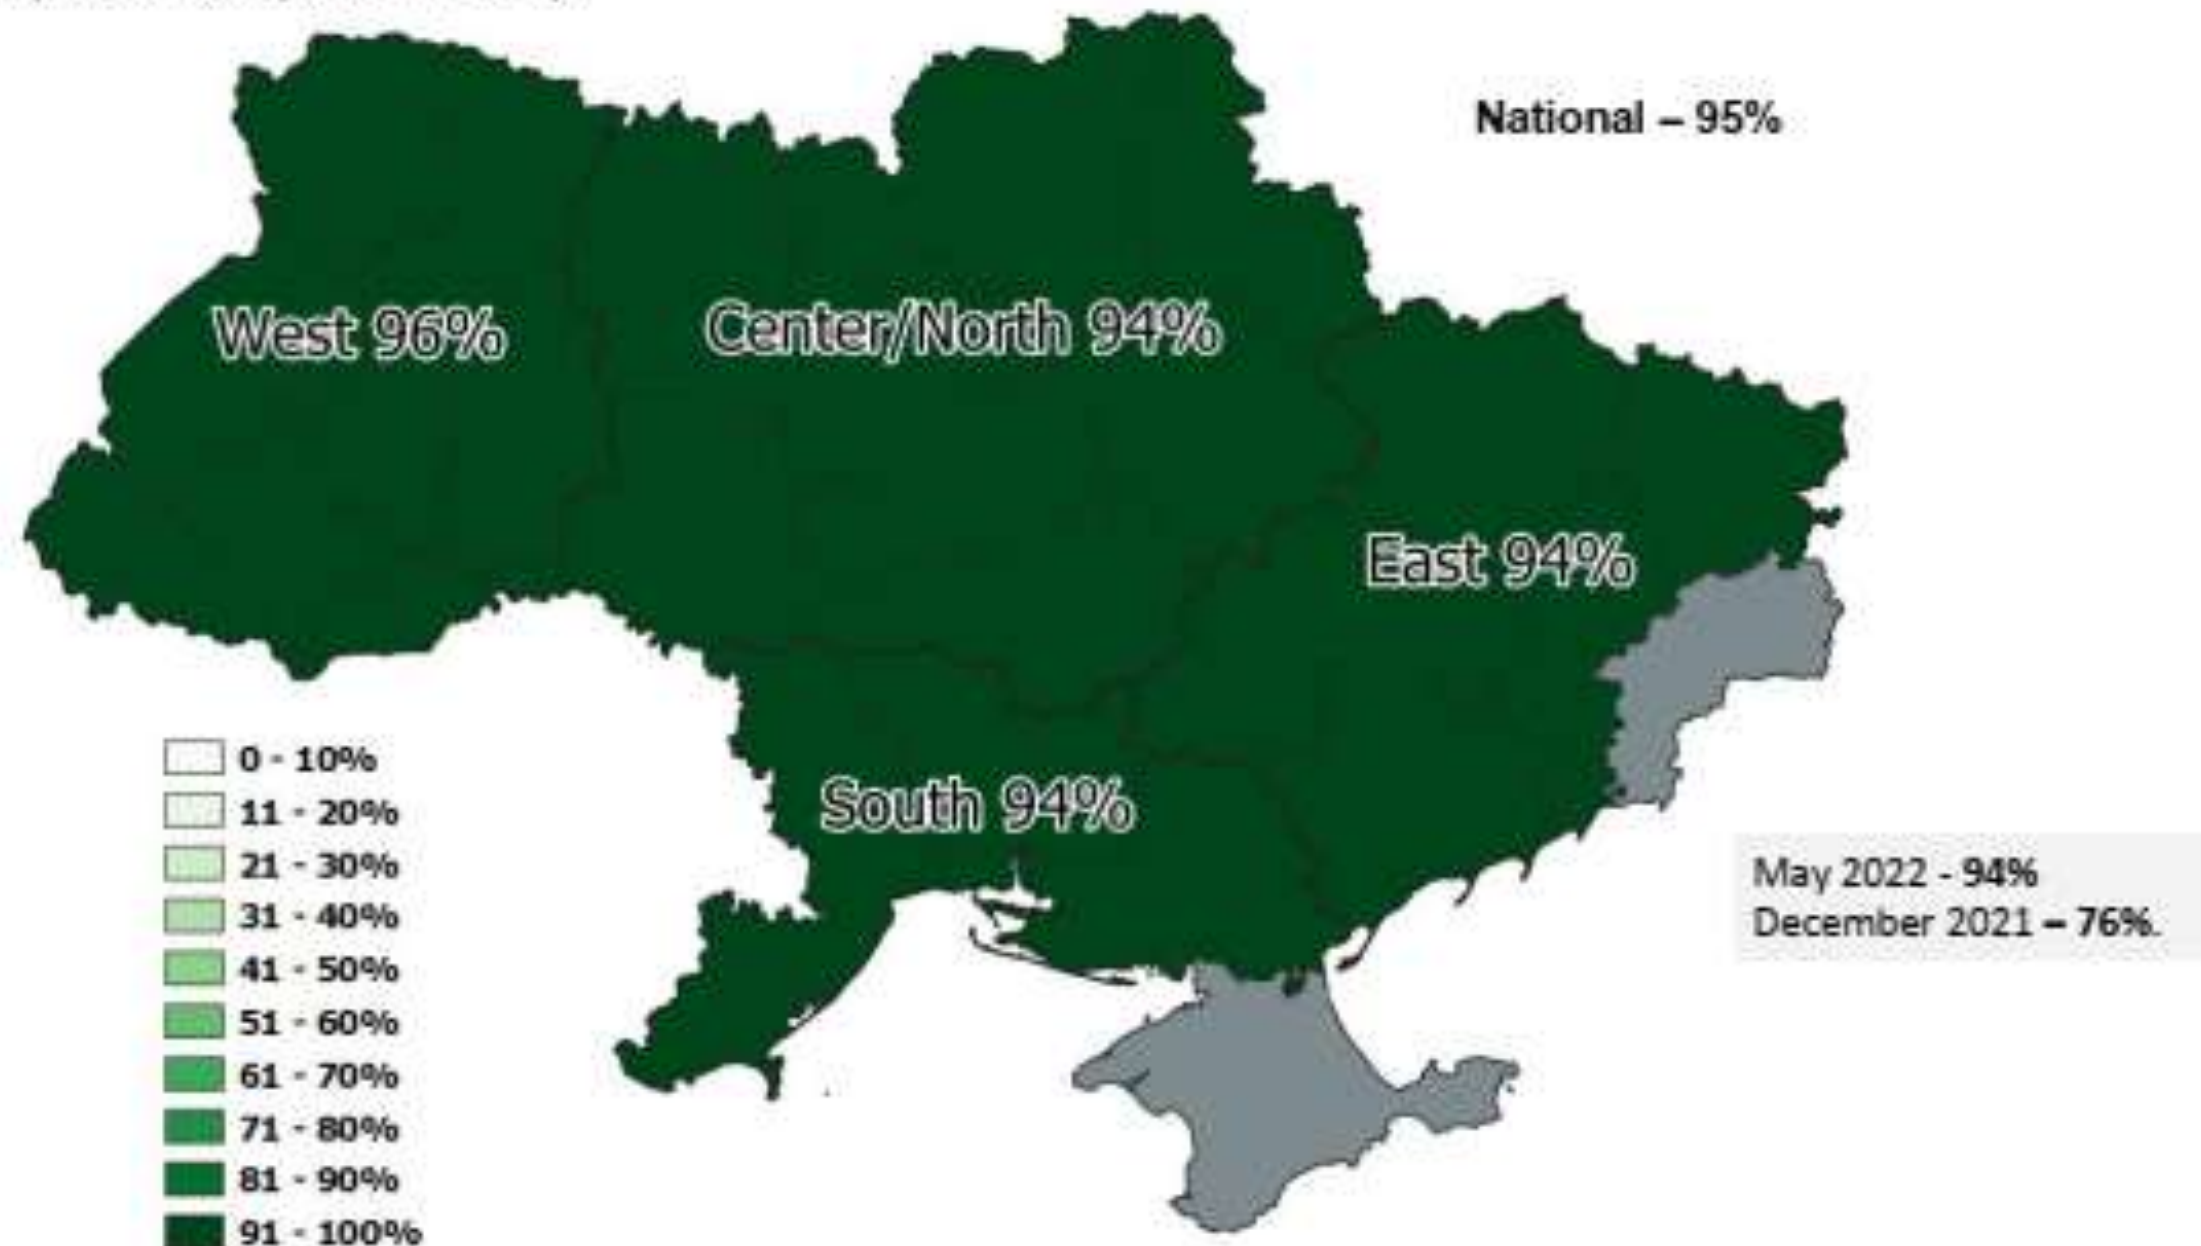 National – 95%
West 96%
Center/North 94%
East 94%
South 94%
0 - 10%
11 - 20%
21 - 30%
31 - 40%
41 - 50%
51 - 60%
61 - 70%
71 - 80%
81 - 90%
91 - 100%
May 2022 - 94%
December 2021 – 76%.